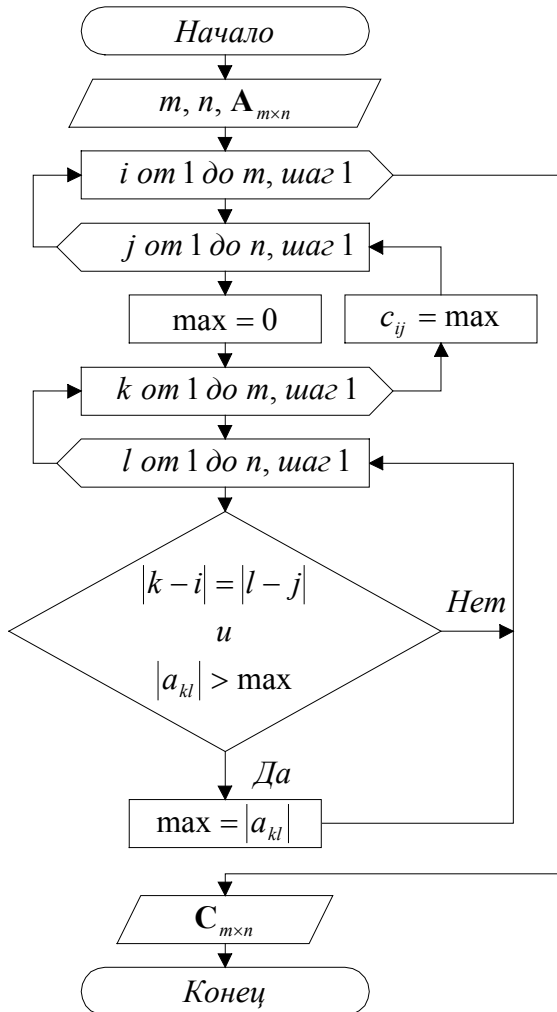 Начало
m, n, A_{m×n}
i от 1 до m, шаг 1
j от 1 до n, шаг 1
max = 0
c_{ij} = max
k от 1 до m, шаг 1
l от 1 до n, шаг 1
|k − i| = |l − j|
и
|a_{kl}| > max
Нет
Да
max = |a_{kl}|
C_{m×n}
Конец